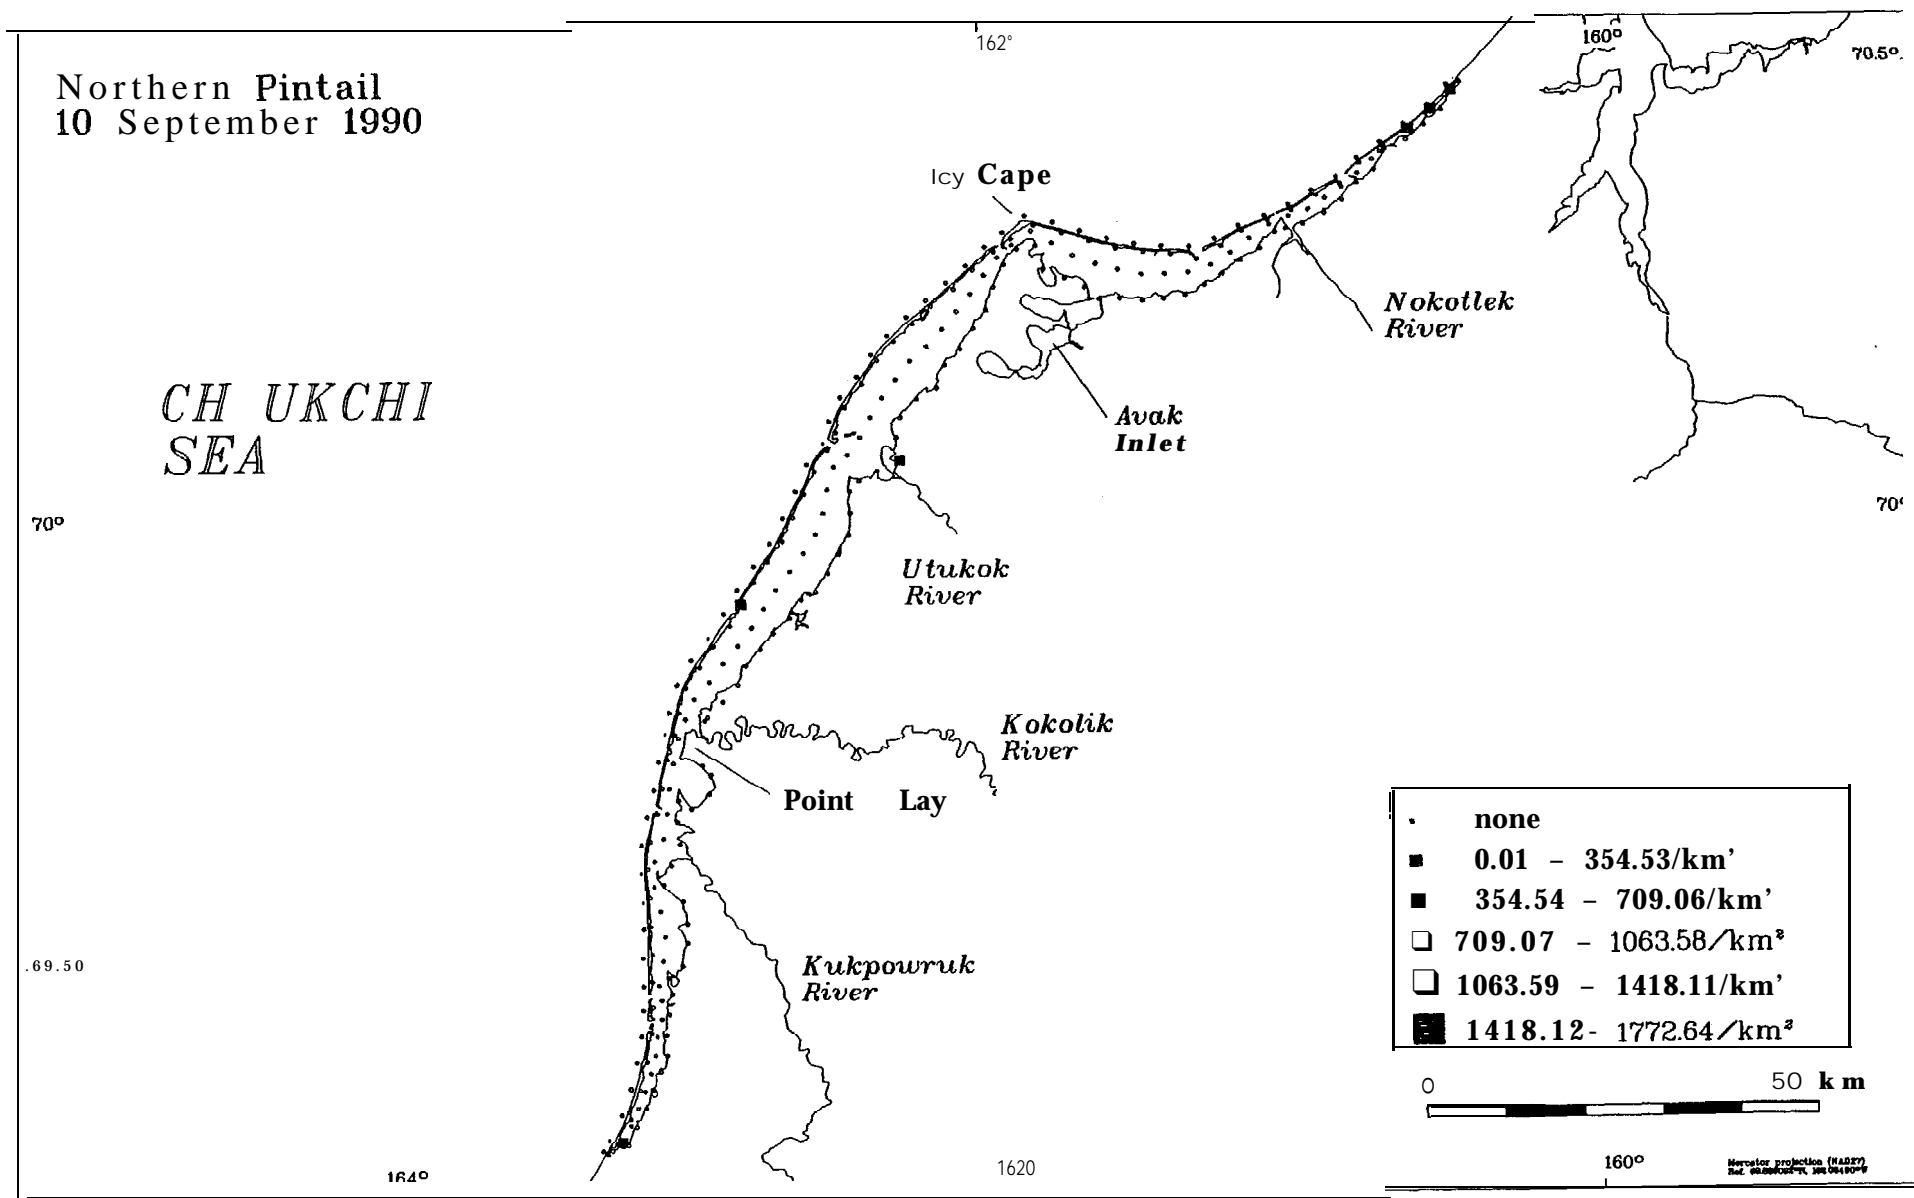 Northern Pintail
10 September 1990
162°
160°
70.5°
Icy Cape
Nokotlek
River
CH UKCHI
SEA
Avak
Inlet
70°
70°
Utukok
River
Kokolik
River
Point Lay
none
0.01 – 354.53/km'
354.54 – 709.06/km'
709.07 – 1063.58/km²
1063.59 – 1418.11/km'
1418.12- 1772.64/km²
Kukpowruk
River
.69.50
0 50 km
164°
1620
160°
Mercator projection (NAD27)